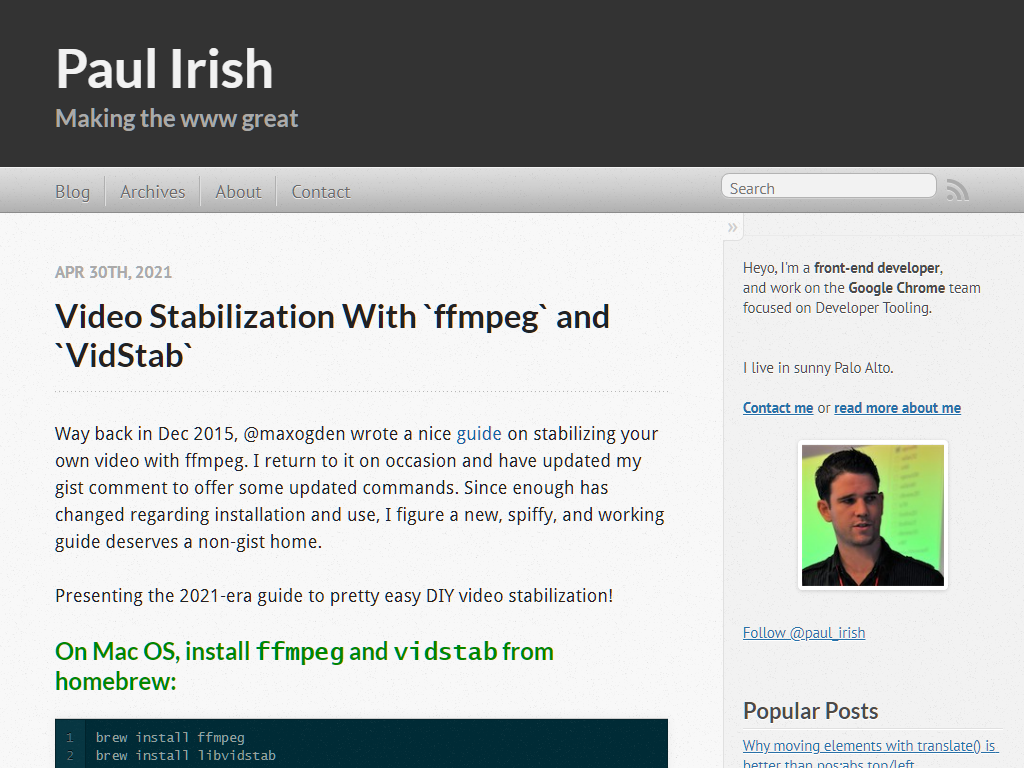 Paul Irish
Making the www great
Blog
Archives
About
Contact
Search
»
APR 30TH, 2021
Video Stabilization With `ffmpeg` and
`VidStab`
Way back in Dec 2015, @maxogden wrote a nice guide on stabilizing your
own video with ffmpeg. I return to it on occasion and have updated my
gist comment to offer some updated commands. Since enough has
changed regarding installation and use, I figure a new, spiffy, and working
guide deserves a non-gist home.
Presenting the 2021-era guide to pretty easy DIY video stabilization!
On Mac OS, install ffmpeg and vidstab from
homebrew:
1 brew install ffmpeg
2 brew install libvidstab
Heyo, I'm a front-end developer,
and work on the Google Chrome team
focused on Developer Tooling.
I live in sunny Palo Alto.
Contact me or read more about me
Follow @paul_irish
Popular Posts
Why moving elements with translate() is
better than pos:abs top/left